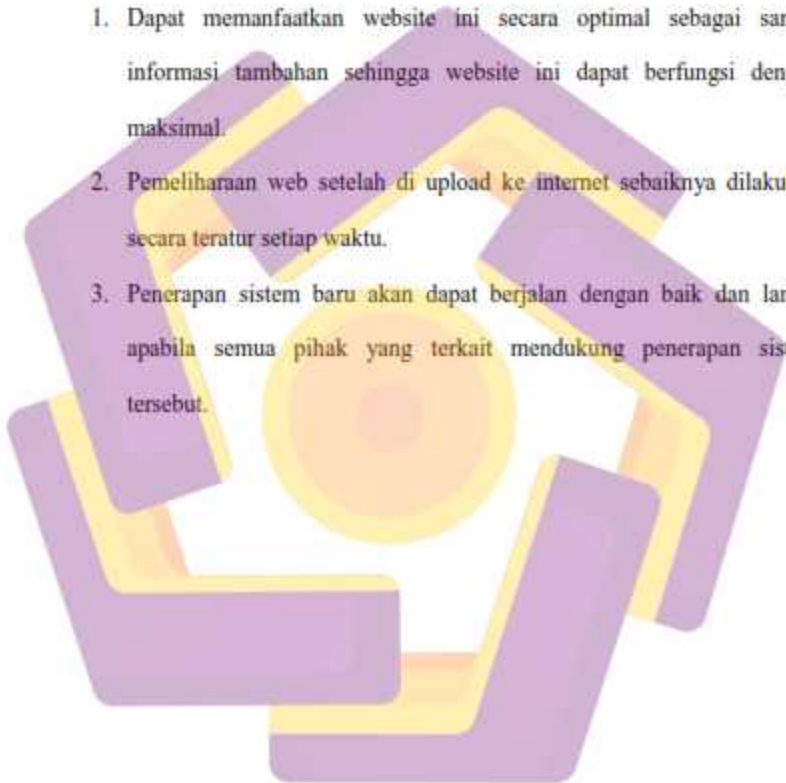 1. Dapat memanfaatkan website ini secara optimal sebagai sar
informasi tambahan sehingga website ini dapat berfungsi den
maksimal.
2. Pemeliharaan web setelah di upload ke internet sebaiknya dilaku
secara teratur setiap waktu.
3. Penerapan sistem baru akan dapat berjalan dengan baik dan lan
apabila semua pihak yang terkait mendukung penerapan sis
tersebut.